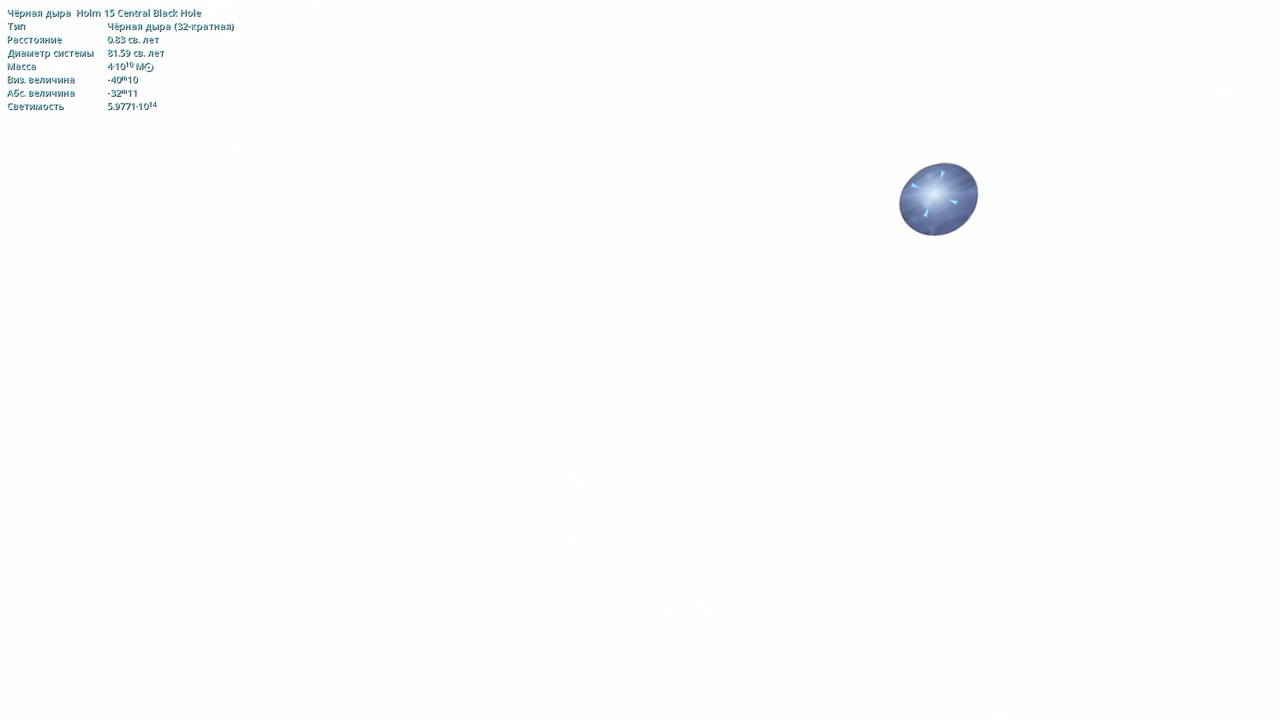 Чёрная дыра Holm 15 Central Black Hole
Тип Чёрная дыра (32-кратная)
Расстояние 0.83 св. лет
Диаметр системы 81.59 св. лет
Масса 4·10¹⁰ M☉
Виз. величина -40ᵐ10
Абс. величина -32ᵐ11
Светимость 5.9771·10¹⁴